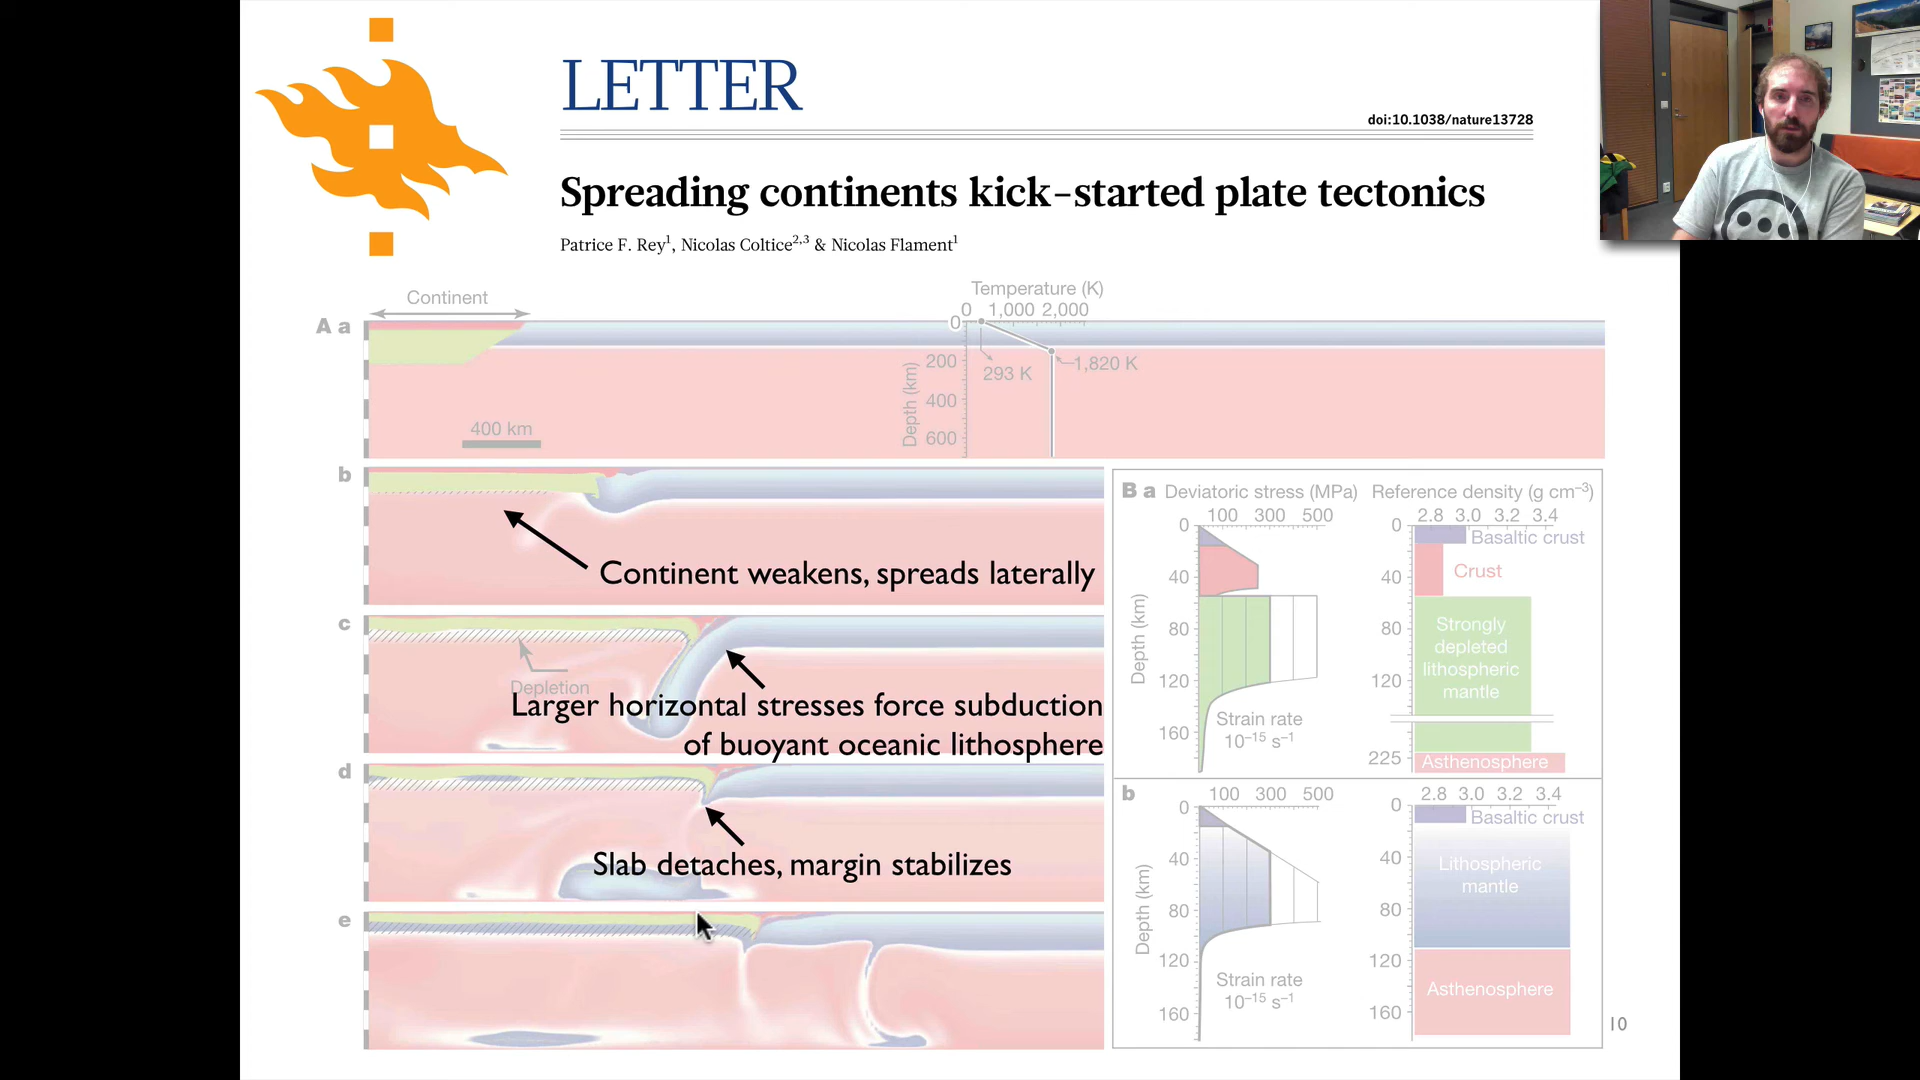 LETTER
doi:10.1038/nature13728
Spreading continents kick–started plate tectonics
Patrice F. Rey1, Nicolas Coltice2,3 & Nicolas Flament1
Continent
Temperature (K)
0 1,000 2,000
A a
0
200
400
600
Depth (km)
293 K
1,820 K
400 km
b
Continent weakens, spreads laterally
c
Depletion
Larger horizontal stresses force subduction
of buoyant oceanic lithosphere
d
Slab detaches, margin stabilizes
e
B a Deviatoric stress (MPa) Reference density (g cm–3)
100 300 500
0
40
80
120
160
Depth (km)
Strain rate
10–15 s–1
2.8 3.0 3.2 3.4
0
40
80
120
225
Basaltic crust
Crust
Strongly
depleted
lithospheric
mantle
Asthenosphere
b
100 300 500
0
40
80
120
160
Depth (km)
Strain rate
10–15 s–1
2.8 3.0 3.2 3.4
0
40
80
120
160
Basaltic crust
Lithospheric
mantle
Asthenosphere
10